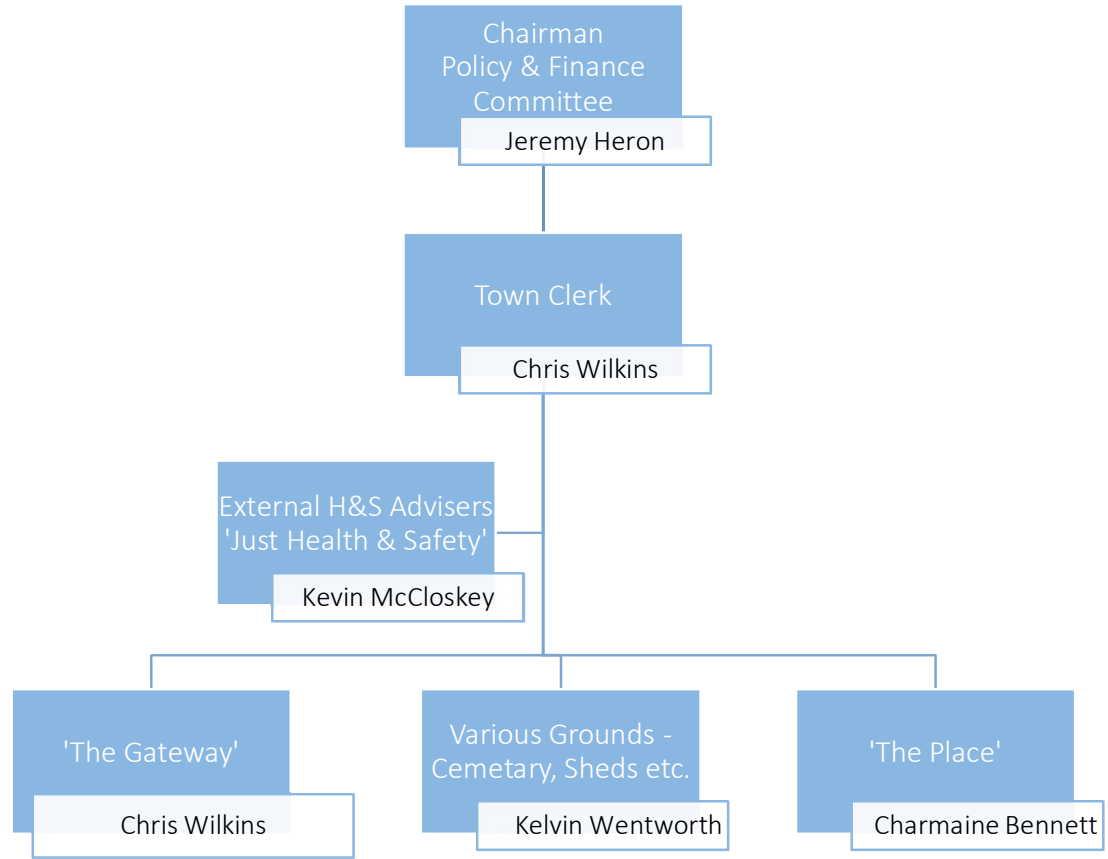 Chairman
Policy & Finance
Committee
Jeremy Heron
Town Clerk
Chris Wilkins
External H&S Advisers
'Just Health & Safety'
Kevin McCloskey
'The Gateway'
Chris Wilkins
Various Grounds -
Cemetary, Sheds etc.
Kelvin Wentworth
'The Place'
Charmaine Bennett